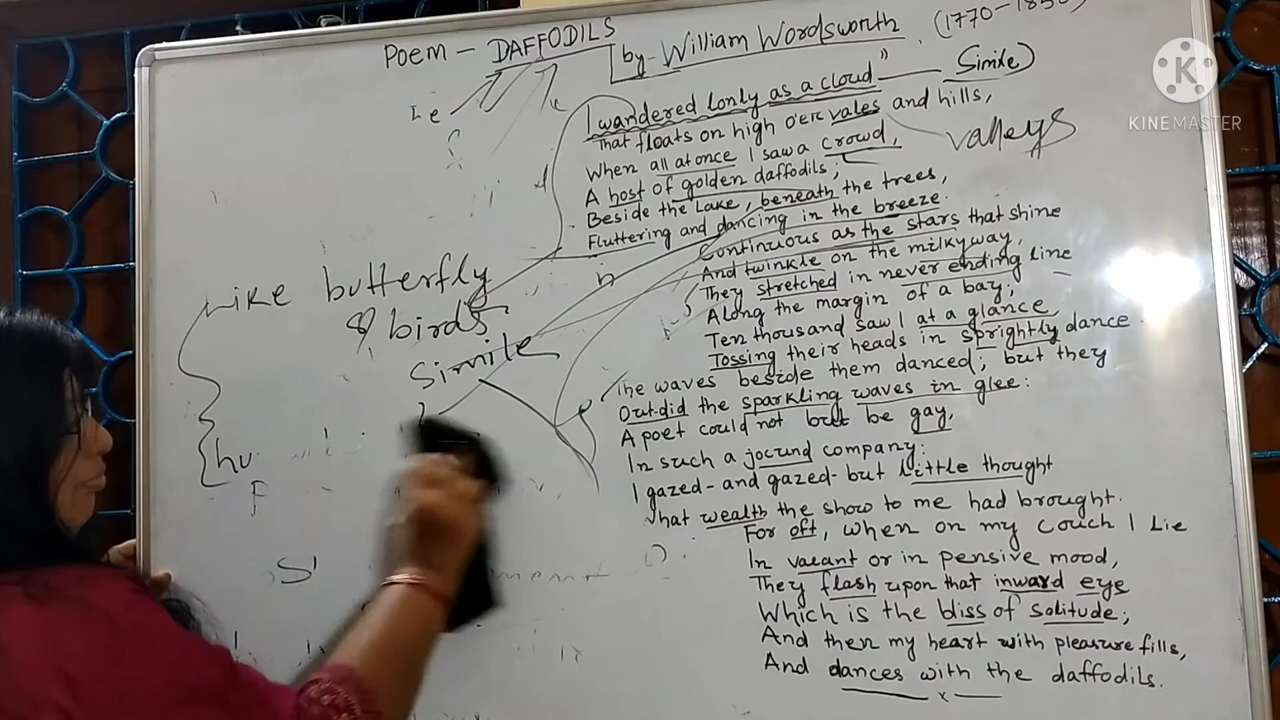 Poem - DAFFODILS
by- William Wordsworth
(1770-1850)
I wandered lonly as a cloud" Simile
That floats on high o'er vales and hills,
valleys
When all at once I saw a crowd,
A host of golden daffodils;
Beside the Lake, beneath the trees,
Fluttering and dancing in the breeze.
Continuous as the stars that shine
And twinkle on the milkyway,
They stretched in never ending line
Along the margin of a bay;
Ten thousand saw I at a glance
Tossing their heads in sprightly dance.
The waves beside them danced; but they
Out-did the sparkling waves in glee:
A poet could not but be gay,
In such a jocund company:
I gazed- and gazed- but little thought
What wealth the show to me had brought.
For oft, when on my couch I Lie
In vacant or in pensive mood,
They flash upon that inward eye
Which is the bliss of solitude;
And then my heart with pleasure fills,
And dances with the daffodils.
Like butterfly
& birds
Simile
KINEMASTER